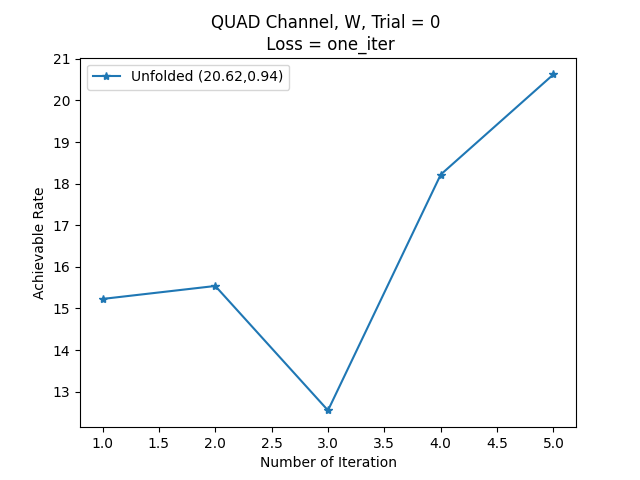 QUAD Channel, W, Trial = 0
Loss = one_iter
Unfolded (20.62,0.94)
21
20
19
18
17
16
15
14
13
Achievable Rate
1.0 1.5 2.0 2.5 3.0 3.5 4.0 4.5 5.0
Number of Iteration